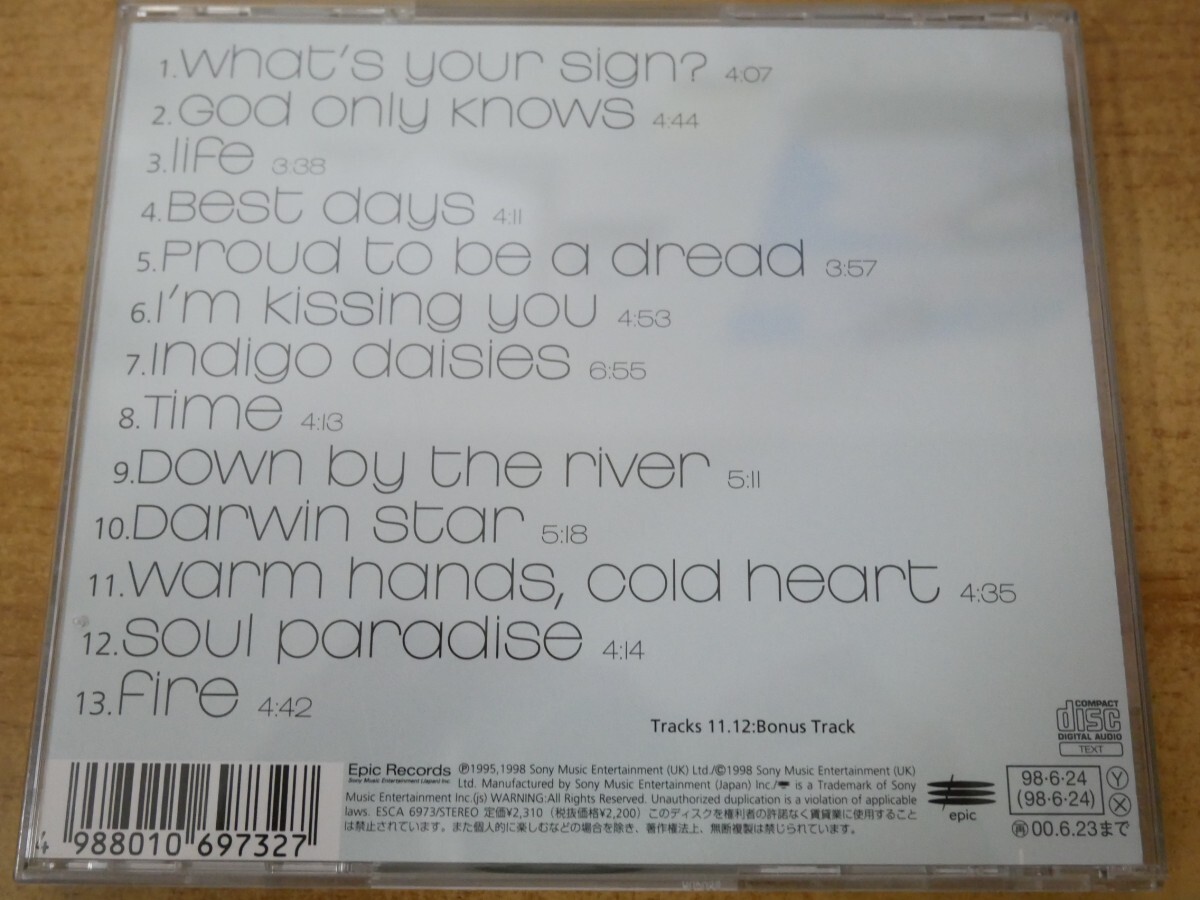 1.What's your sign? 4:07
2.God only knows 4:44
3.life 3:38
4.Best days 4:11
5.Proud to be a dread 3:57
6.I'm kissing you 4:53
7.Indigo daisies 6:55
8.Time 4:13
9.Down by the river 5:11
10.Darwin star 5:18
11.warm hands, cold heart 4:35
12.soul paradise 4:14
13.fire 4:42
Tracks 11.12:Bonus Track
COMPACT
disc
DIGITAL AUDIO
TEXT
Epic Records ℗1995,1998 Sony Music Entertainment (UK) Ltd./©1998 Sony Music Entertainment (UK)
Sony Music Entertainment (Japan) Inc. Ltd. Manufactured by Sony Music Entertainment (Japan) Inc./ is a Trademark of Sony
Music Entertainment Inc.(js) WARNING:All Rights Reserved. Unauthorized duplication is a violation of applicable
laws. ESCA 6973/STEREO 定価¥2,310（税抜価格¥2,200）このディスクを権利者の許諾なく賃貸業に使用すること
は禁止されています。また個人的に楽しむなどの場合を除き、著作権法上、無断複製は禁じられています。
epic
98·6·24 Ⓨ
(98·6·24) Ⓧ
㊞00.6.23まで
4 988010 697327